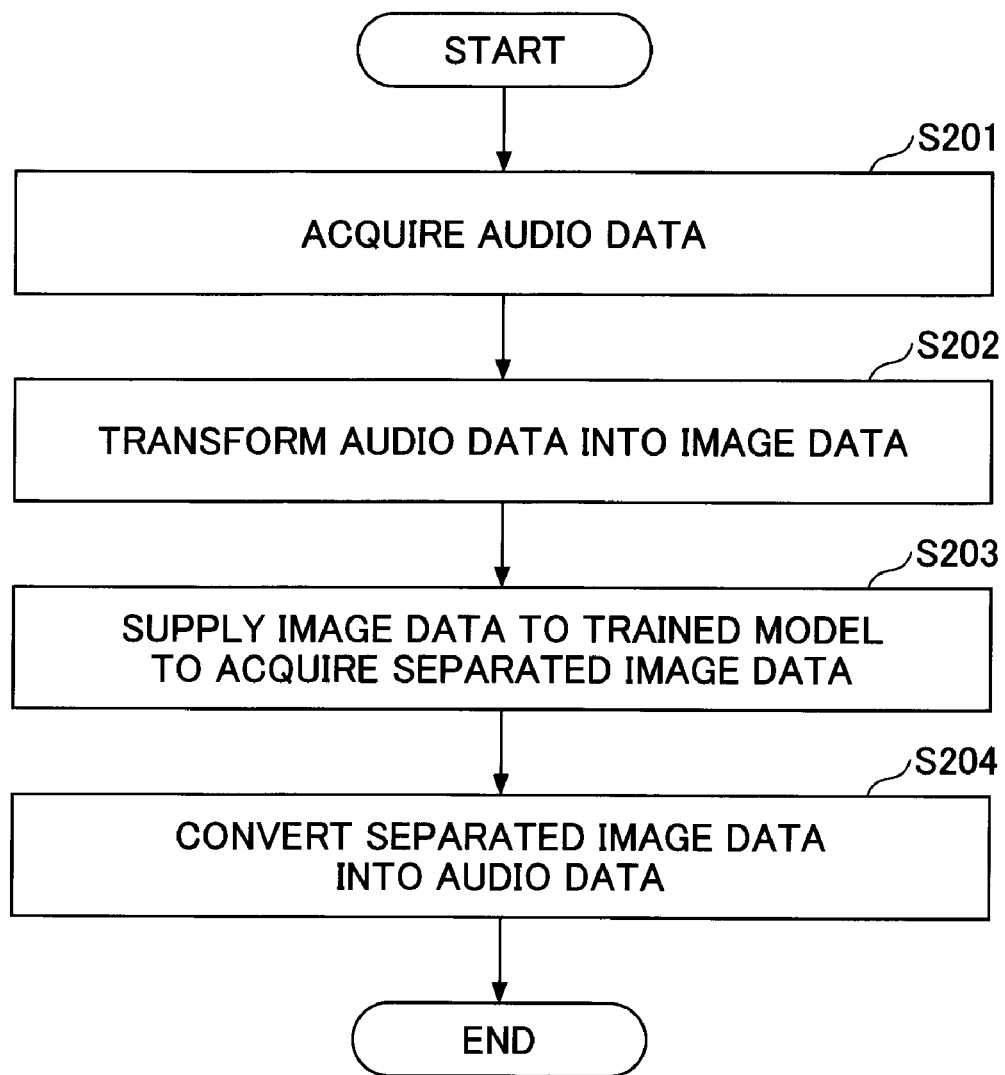 START
S201
ACQUIRE AUDIO DATA
S202
TRANSFORM AUDIO DATA INTO IMAGE DATA
S203
SUPPLY IMAGE DATA TO TRAINED MODEL
TO ACQUIRE SEPARATED IMAGE DATA
S204
CONVERT SEPARATED IMAGE DATA
INTO AUDIO DATA
END